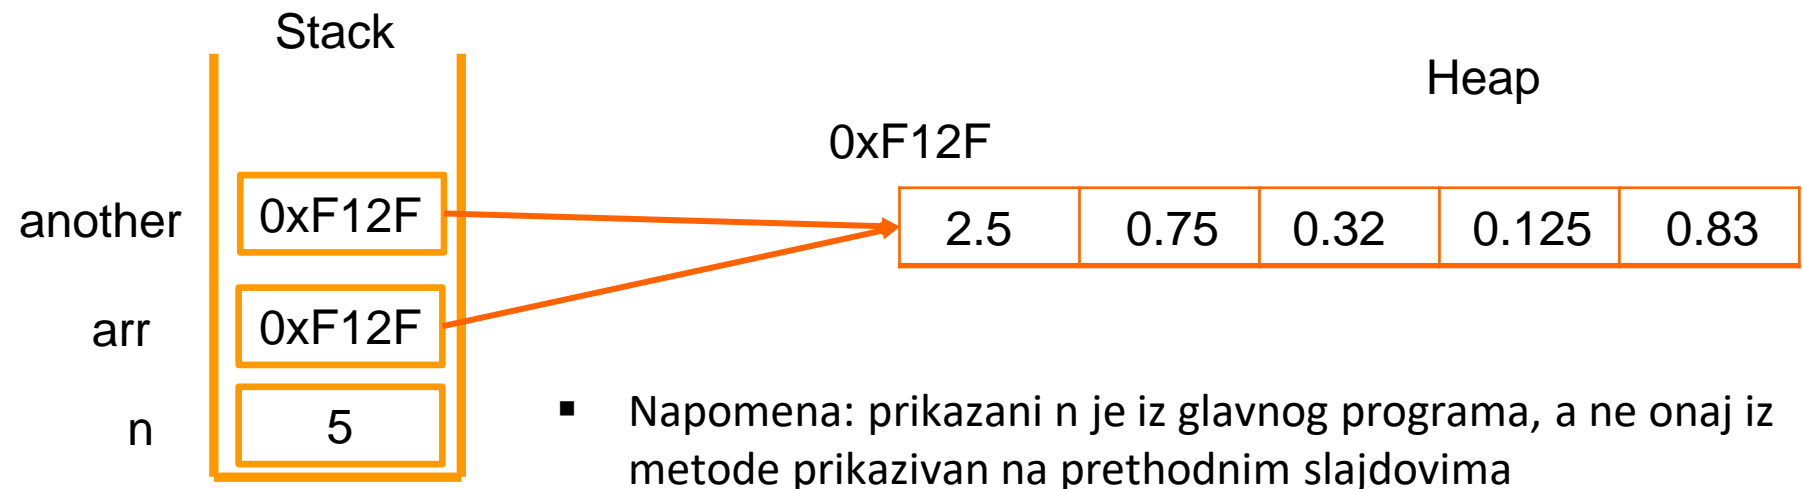 Stack
Heap
0xF12F
another 0xF12F 2.5 0.75 0.32 0.125 0.83
arr 0xF12F
n 5
▪ Napomena: prikazani n je iz glavnog programa, a ne onaj iz
metode prikazivan na prethodnim slajdovima